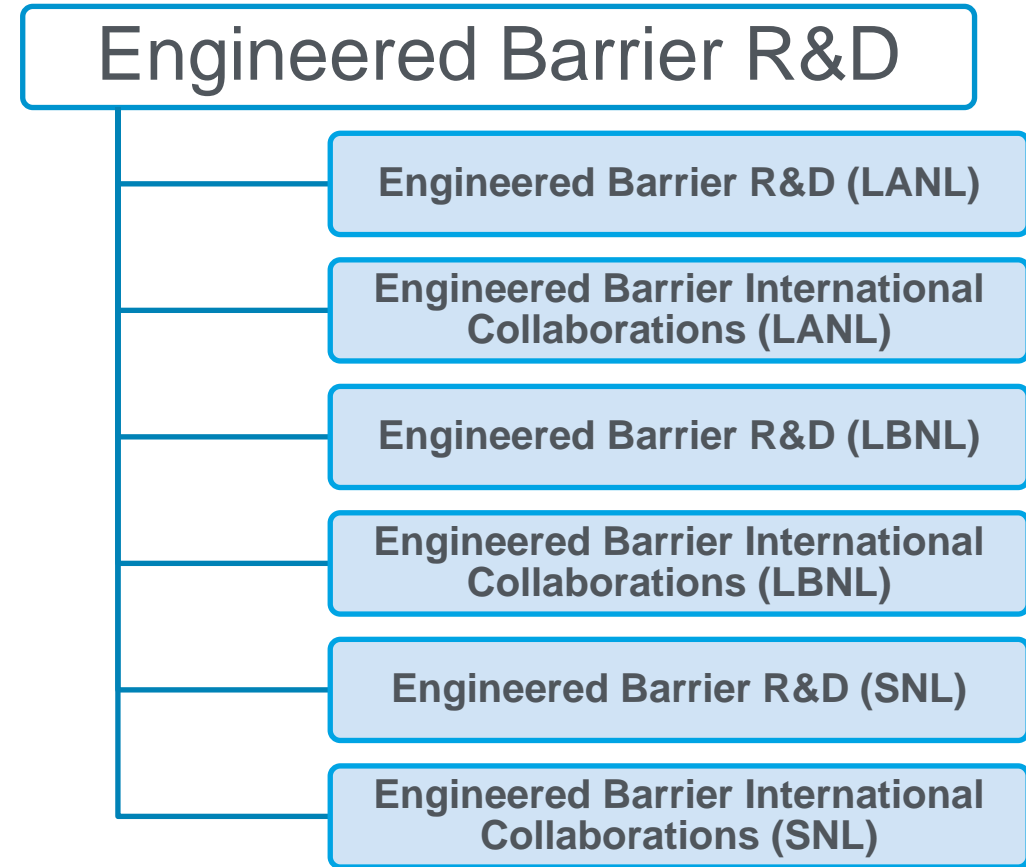 Engineered Barrier R&D
Engineered Barrier R&D (LANL)
Engineered Barrier International
Collaborations (LANL)
Engineered Barrier R&D (LBNL)
Engineered Barrier International
Collaborations (LBNL)
Engineered Barrier R&D (SNL)
Engineered Barrier International
Collaborations (SNL)